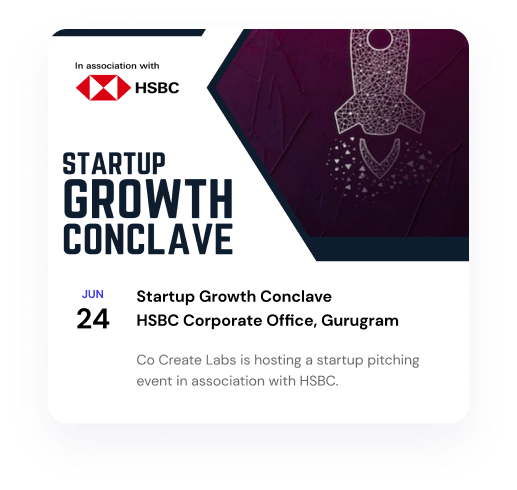 In association with
HSBC
STARTUP
GROWTH
CONCLAVE
JUN
24
Startup Growth Conclave
HSBC Corporate Office, Gurugram
Co Create Labs is hosting a startup pitching
event in association with HSBC.